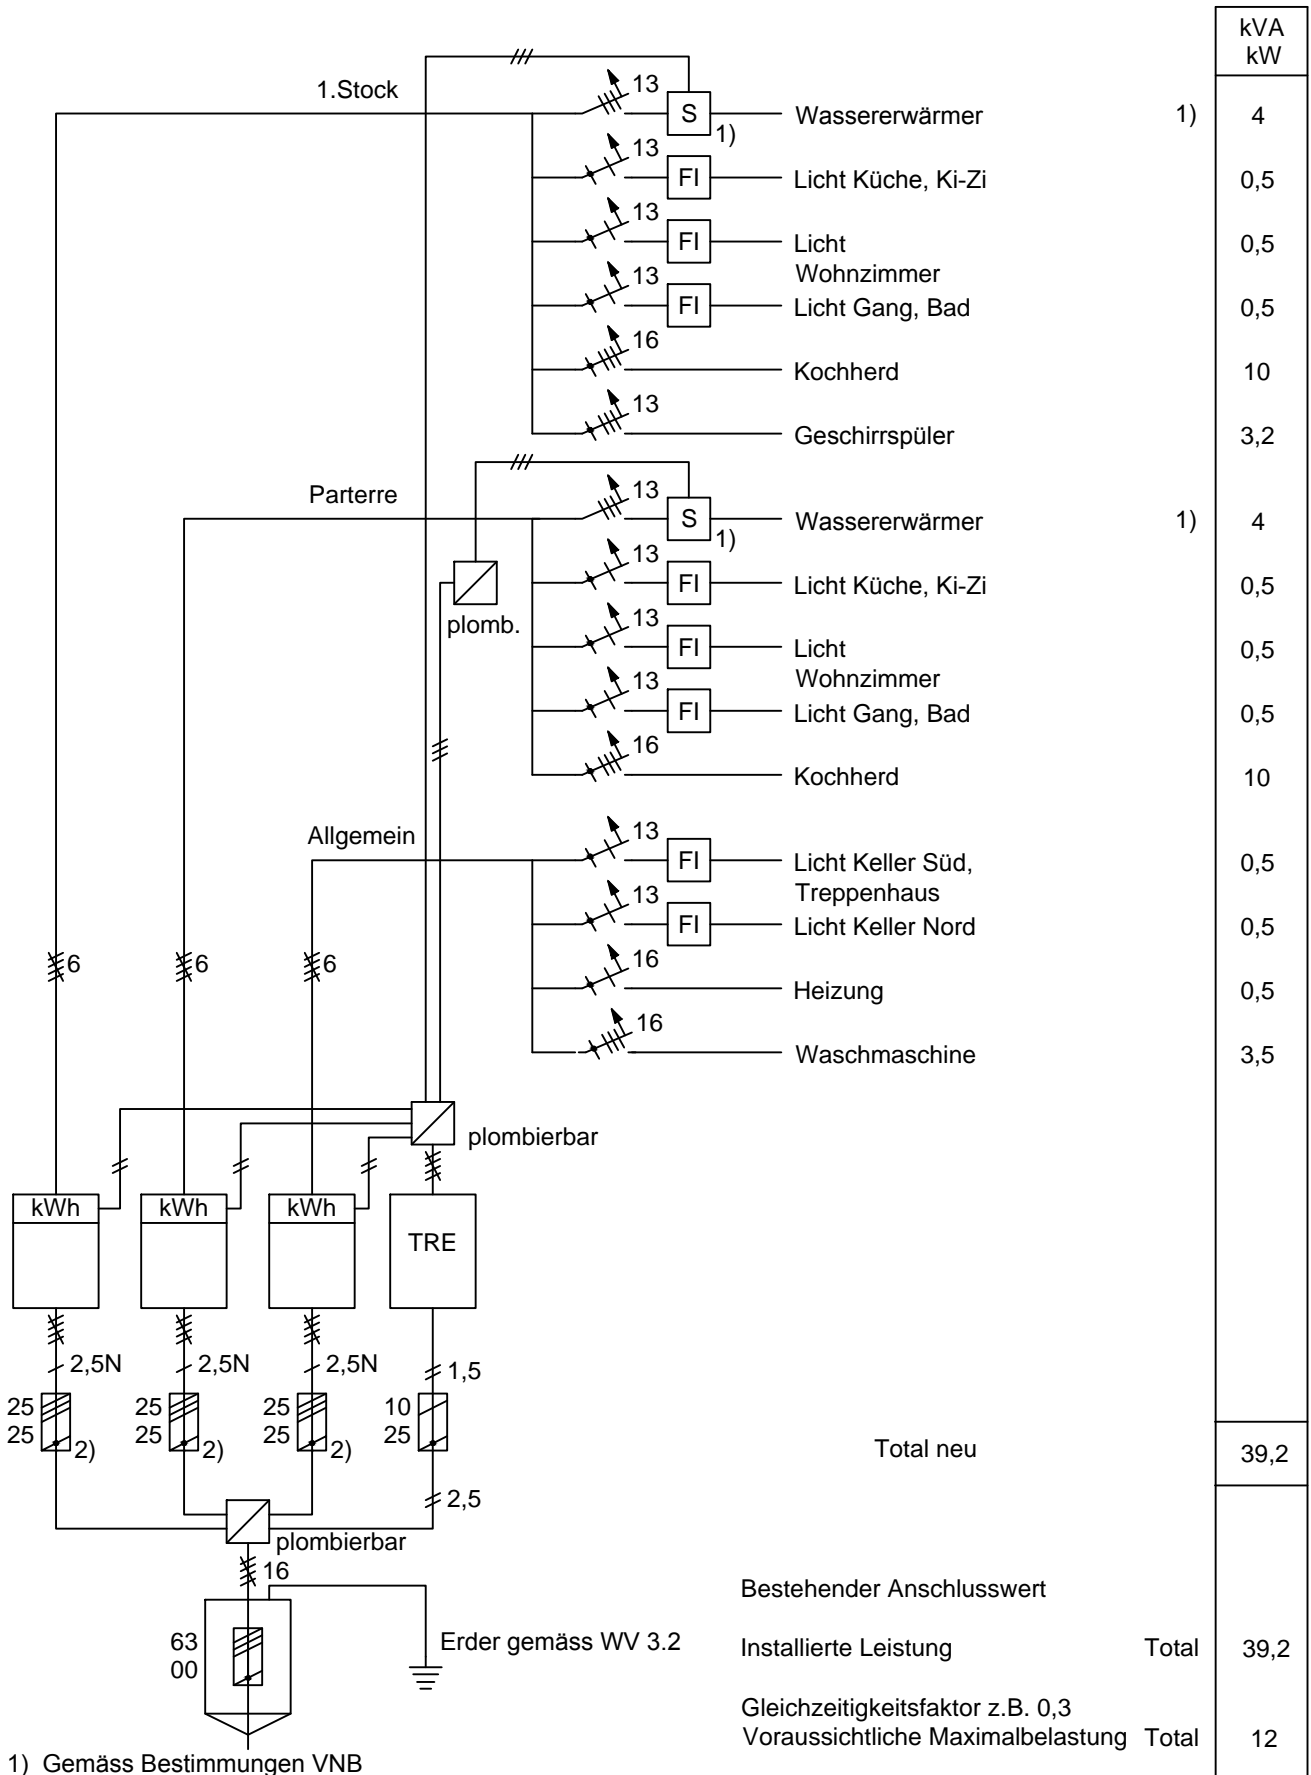 kVA
kW
1.Stock
13
S
1)
Wassererwärmer
1)
4
13
FI
Licht Küche, Ki-Zi
0,5
13
FI
Licht
Wohnzimmer
0,5
13
FI
Licht Gang, Bad
0,5
16
Kochherd
10
13
Geschirrspüler
3,2
Parterre
13
S
1)
Wassererwärmer
1)
4
plomb.
13
FI
Licht Küche, Ki-Zi
0,5
13
FI
Licht
Wohnzimmer
0,5
13
FI
Licht Gang, Bad
0,5
16
Kochherd
10
Allgemein
13
FI
Licht Keller Süd,
Treppenhaus
0,5
13
FI
Licht Keller Nord
0,5
6
6
6
16
Heizung
0,5
16
Waschmaschine
3,5
plombierbar
kWh
kWh
kWh
TRE
2,5N
2,5N
2,5N
1,5
25
25
2)
25
25
2)
25
25
2)
10
25
Total neu
39,2
2,5
plombierbar
16
63
00
Erder gemäss WV 3.2
Bestehender Anschlusswert
Installierte Leistung Total 39,2
Gleichzeitigkeitsfaktor z.B. 0,3
Voraussichtliche Maximalbelastung Total 12
1) Gemäss Bestimmungen VNB